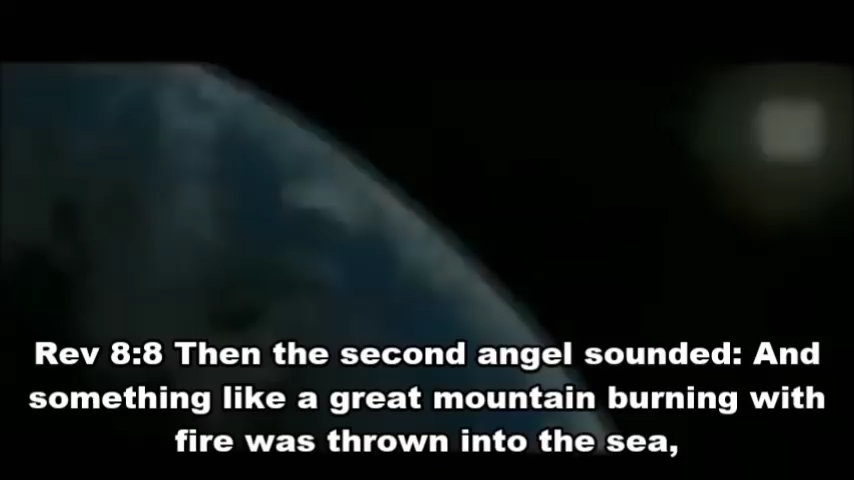 Rev 8:8 Then the second angel sounded: And
something like a great mountain burning with
fire was thrown into the sea,